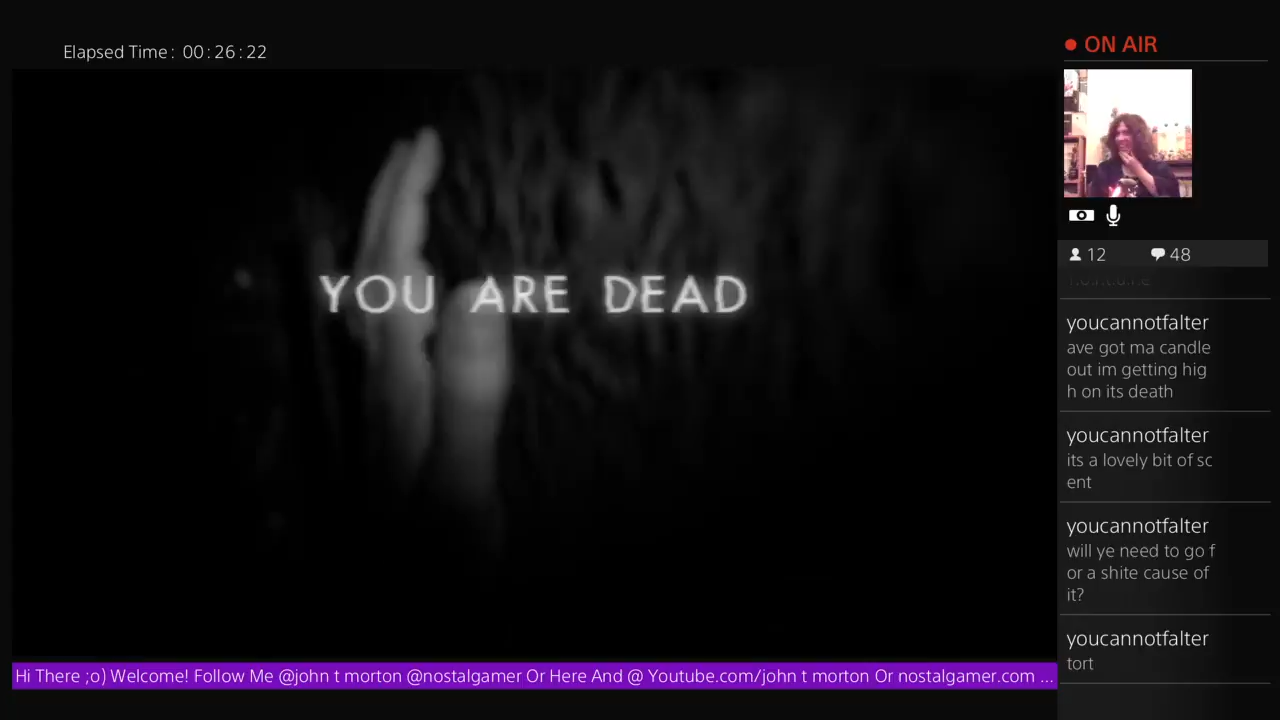 Elapsed Time: 00:26:22
ON AIR
12 48
YOU ARE DEAD
youcannotfalter
ave got ma candle
out im getting hig
h on its death
youcannotfalter
its a lovely bit of sc
ent
youcannotfalter
will ye need to go f
or a shite cause of
it?
youcannotfalter
tort
Hi There ;o) Welcome! Follow Me @john t morton @nostalgamer Or Here And @ Youtube.com/john t morton Or nostalgamer.com ...